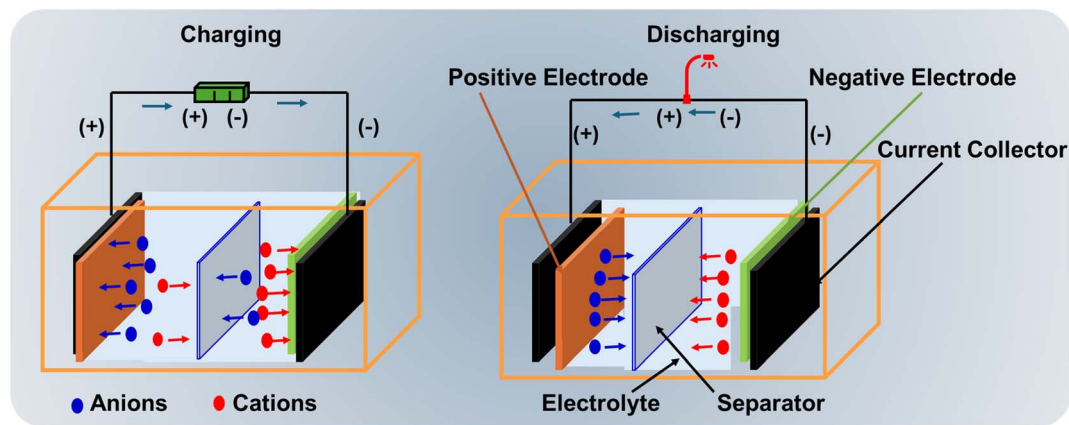 Charging
(+)
(+)
(-)
(-)
Discharging
Positive Electrode
Negative Electrode
(+)
(+)
(-)
(-)
Current Collector
Anions
Cations
Electrolyte
Separator